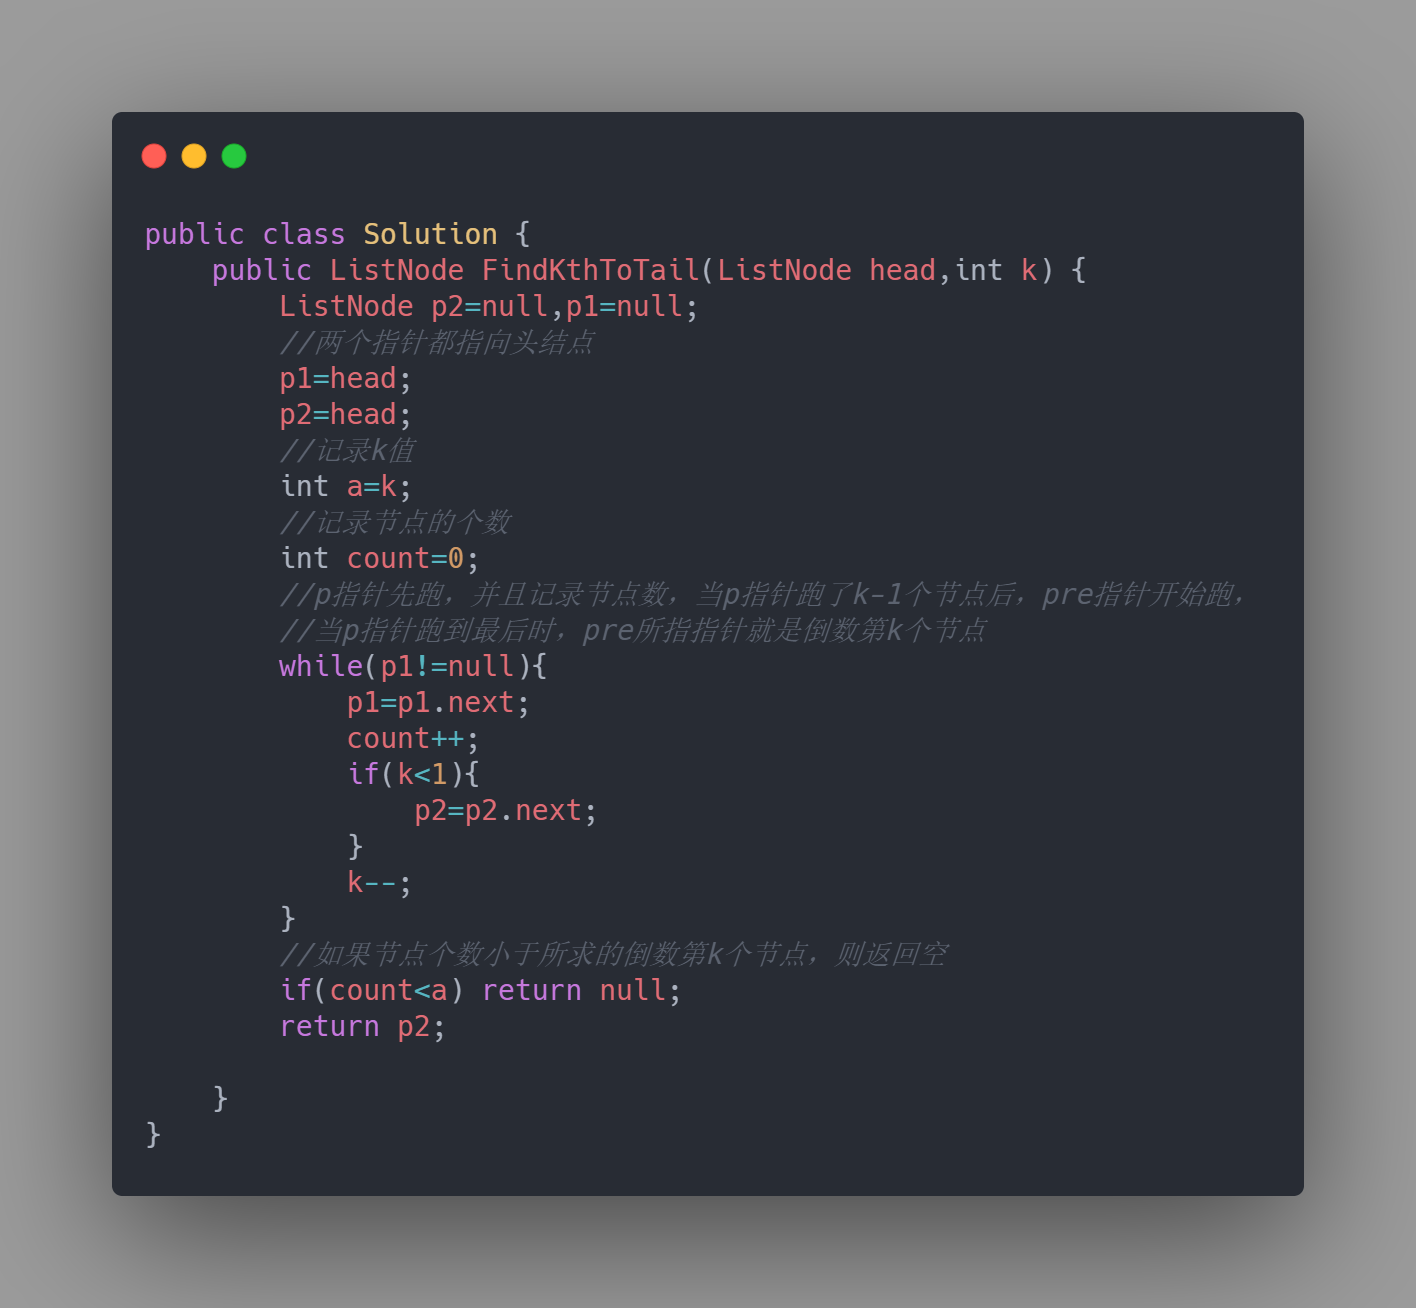 public class Solution {
    public ListNode FindKthToTail(ListNode head,int k) {
        ListNode p2=null,p1=null;
        //两个指针都指向头结点
        p1=head;
        p2=head;
        //记录k值
        int a=k;
        //记录节点的个数
        int count=0;
        //p指针先跑，并且记录节点数，当p指针跑了k-1个节点后，pre指针开始跑，
        //当p指针跑到最后时，pre所指指针就是倒数第k个节点
        while(p1!=null){
            p1=p1.next;
            count++;
            if(k<1){
                p2=p2.next;
            }
            k--;
        }
        //如果节点个数小于所求的倒数第k个节点，则返回空
        if(count<a) return null;
        return p2;
    }
}